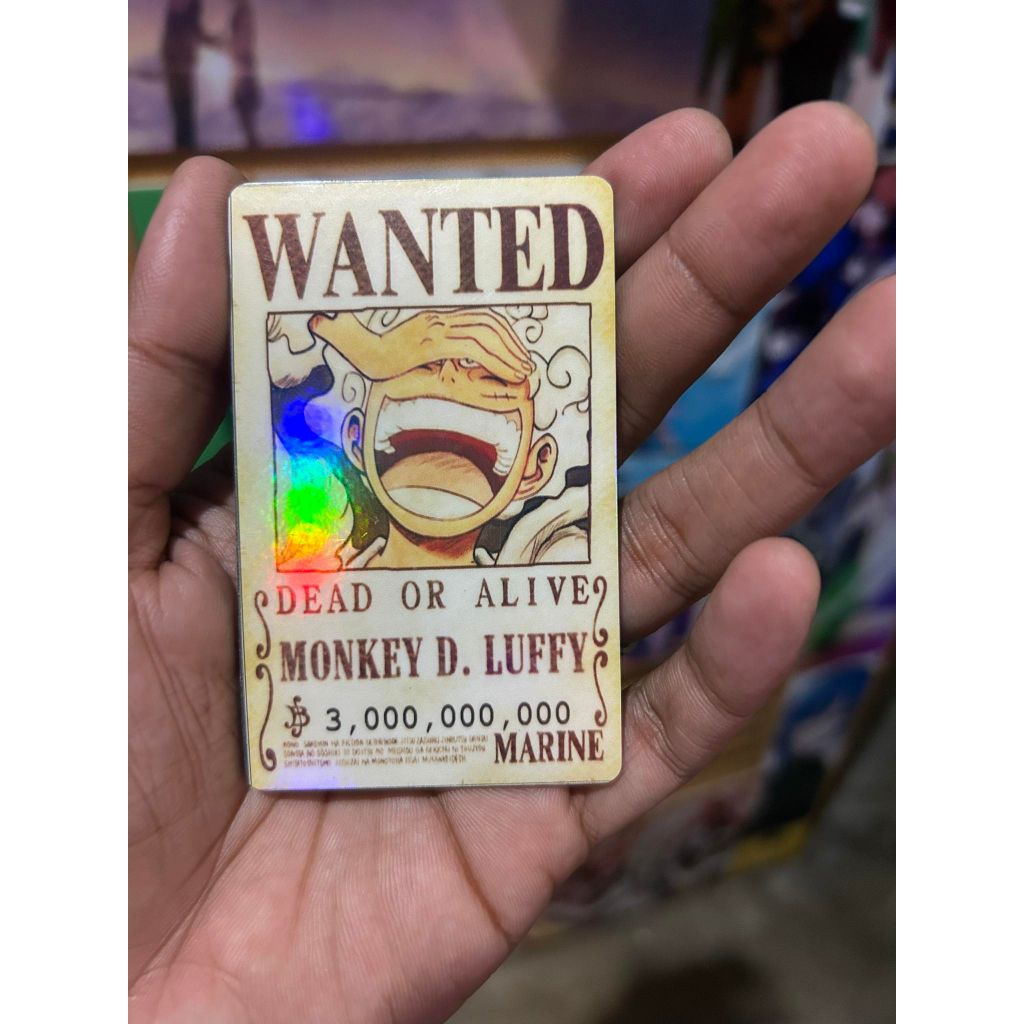 WANTED
DEAD OR ALIVE
MONKEY D. LUFFY
3,000,000,000
MARINE